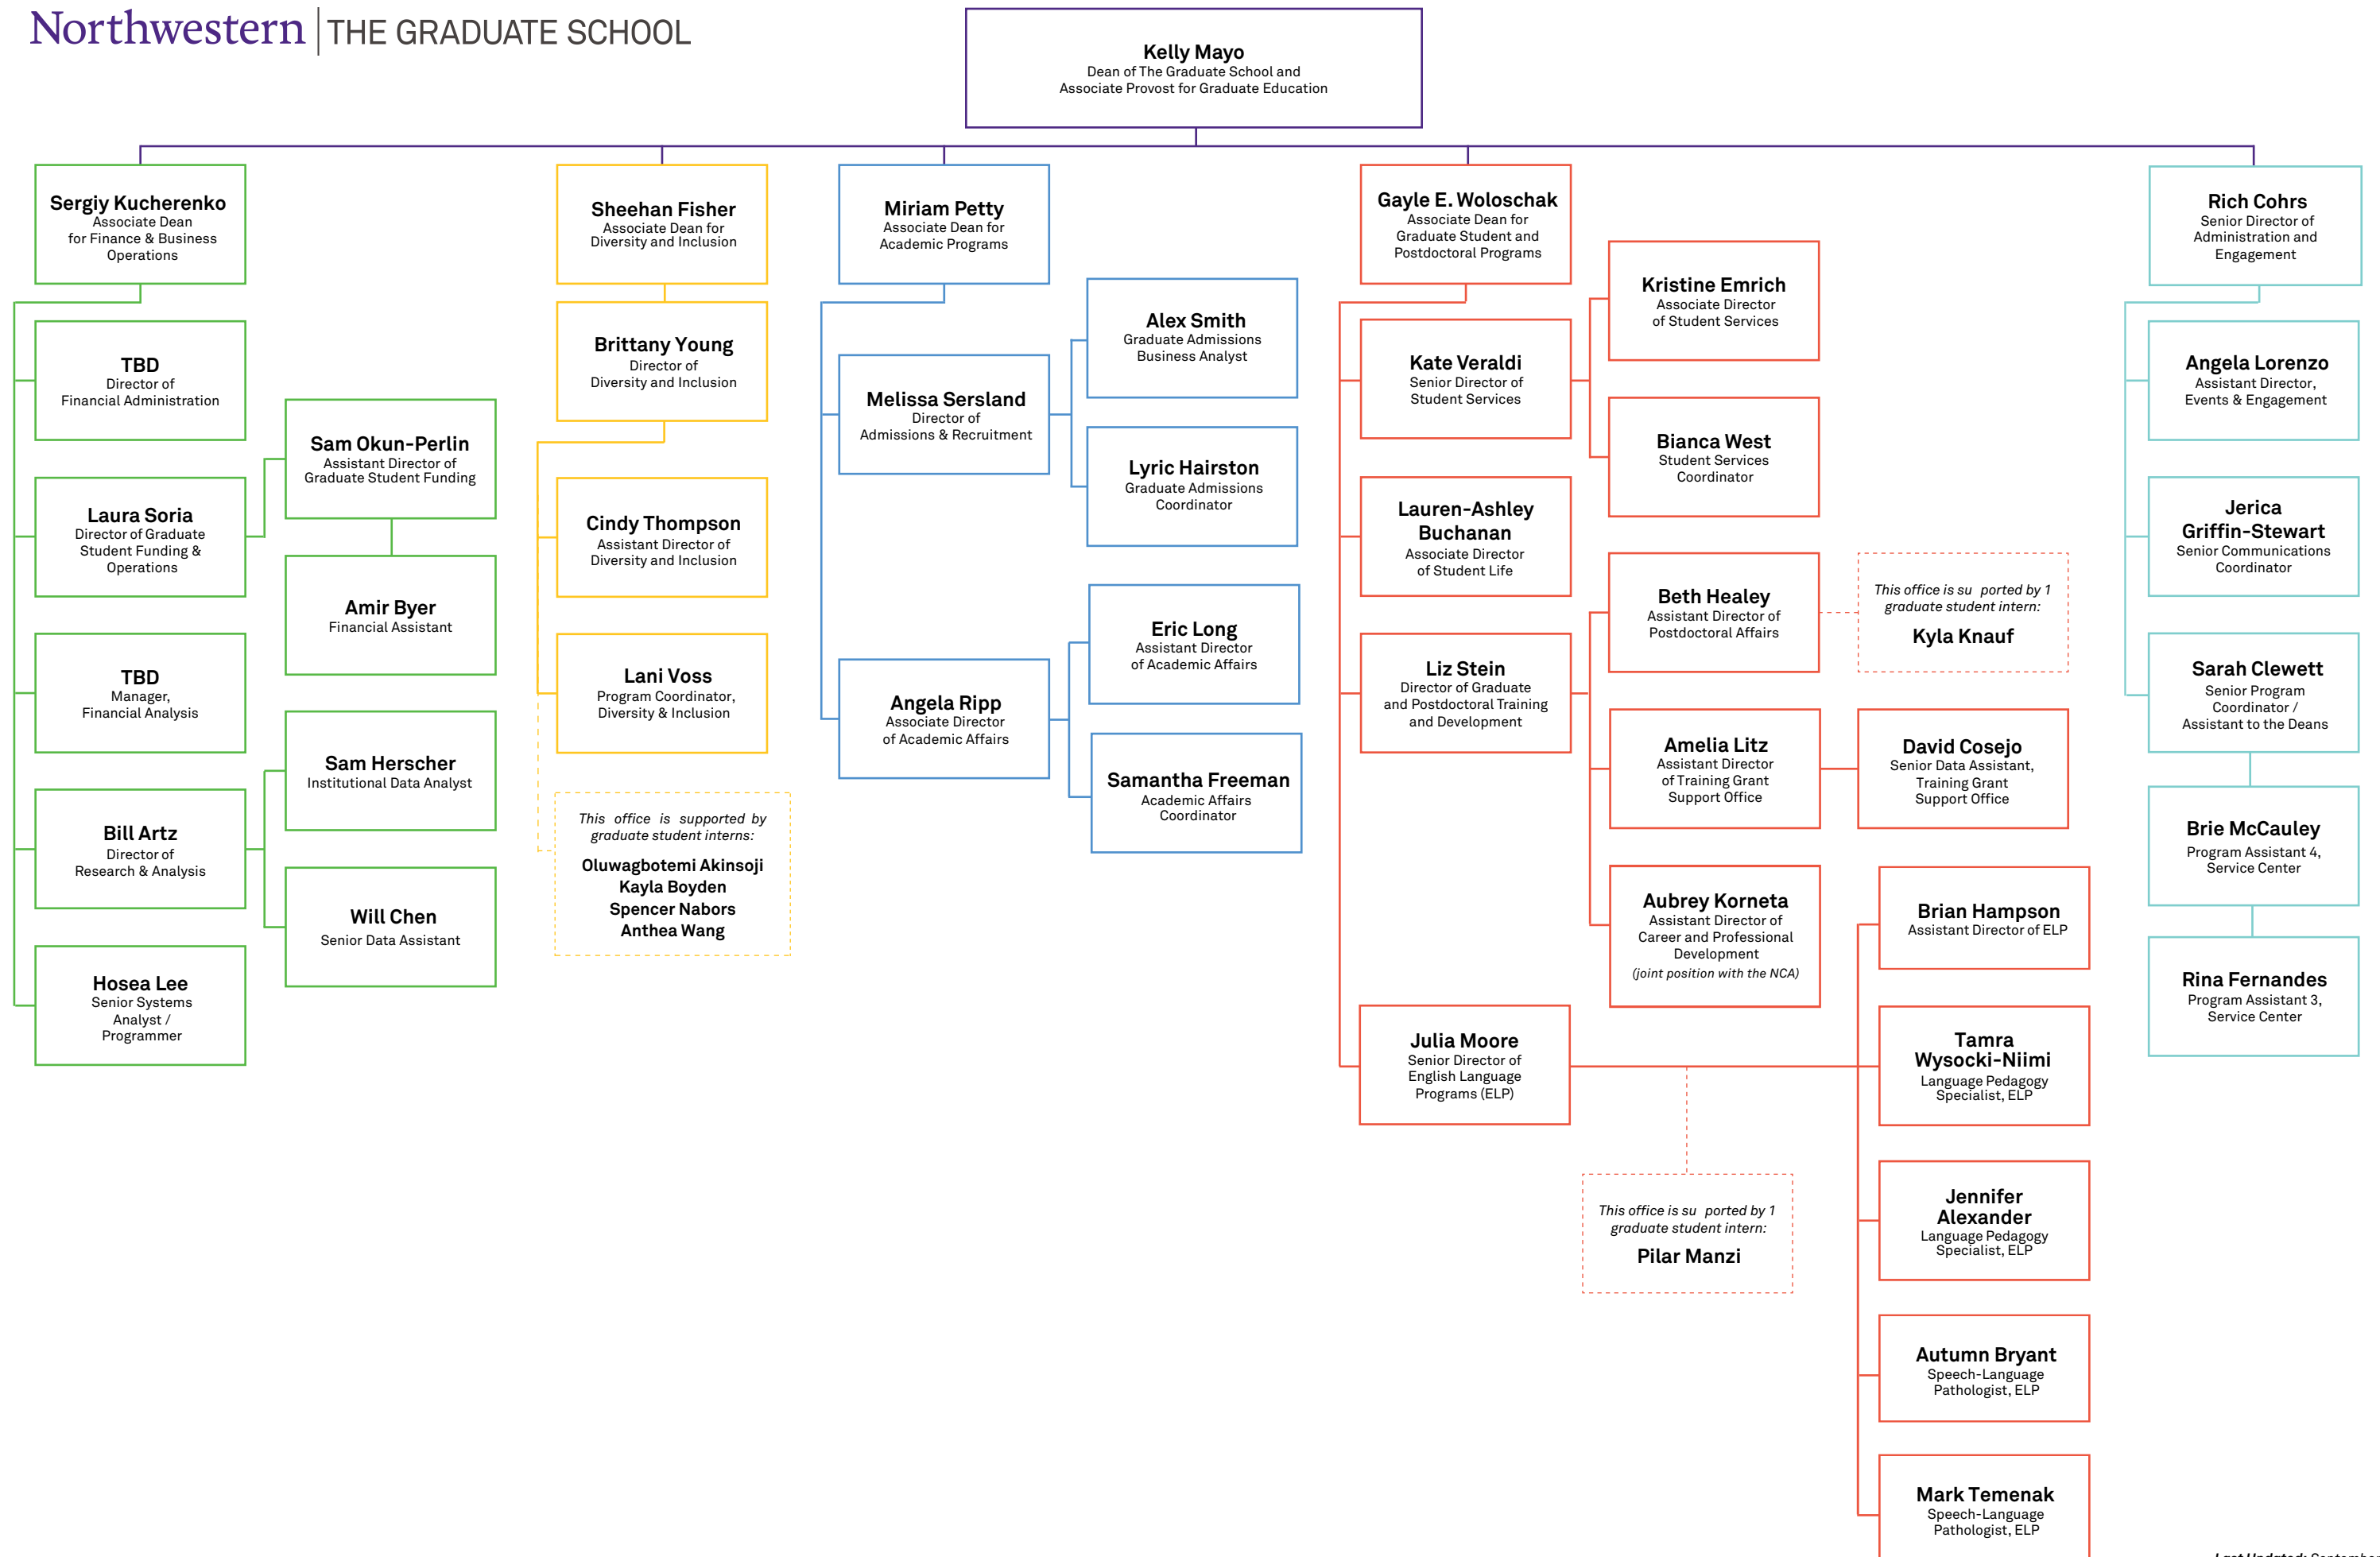 Northwestern | THE GRADUATE SCHOOL
Kelly Mayo
Dean of The Graduate School and
Associate Provost for Graduate Education
Sergiy Kucherenko
Associate Dean
for Finance & Business
Operations
TBD
Director of
Financial Administration
Laura Soria
Director of Graduate
Student Funding &
Operations
Sam Okun-Perlin
Assistant Director of
Graduate Student Funding
Amir Byer
Financial Assistant
TBD
Manager,
Financial Analysis
Bill Artz
Director of
Research & Analysis
Sam Herscher
Institutional Data Analyst
Will Chen
Senior Data Assistant
Hosea Lee
Senior Systems
Analyst /
Programmer
Sheehan Fisher
Associate Dean for
Diversity and Inclusion
Brittany Young
Director of
Diversity and Inclusion
Cindy Thompson
Assistant Director of
Diversity and Inclusion
Lani Voss
Program Coordinator,
Diversity & Inclusion
This office is supported by
graduate student interns:
Oluwagbotemi Akinsoji
Kayla Boyden
Spencer Nabors
Anthea Wang
Miriam Petty
Associate Dean for
Academic Programs
Melissa Sersland
Director of
Admissions & Recruitment
Alex Smith
Graduate Admissions
Business Analyst
Lyric Hairston
Graduate Admissions
Coordinator
Angela Ripp
Associate Director
of Academic Affairs
Eric Long
Assistant Director
of Academic Affairs
Samantha Freeman
Academic Affairs
Coordinator
Gayle E. Woloschak
Associate Dean for
Graduate Student and
Postdoctoral Programs
Kate Veraldi
Senior Director of
Student Services
Kristine Emrich
Associate Director
of Student Services
Bianca West
Student Services
Coordinator
Lauren-Ashley
Buchanan
Associate Director
of Student Life
Liz Stein
Director of Graduate
and Postdoctoral Training
and Development
Beth Healey
Assistant Director of
Postdoctoral Affairs
This office is su ported by 1
graduate student intern:
Kyla Knauf
Amelia Litz
Assistant Director
of Training Grant
Support Office
David Cosejo
Senior Data Assistant,
Training Grant
Support Office
Aubrey Korneta
Assistant Director of
Career and Professional
Development
(joint position with the NCA)
Julia Moore
Senior Director of
English Language
Programs (ELP)
This office is su ported by 1
graduate student intern:
Pilar Manzi
Brian Hampson
Assistant Director of ELP
Tamra
Wysocki-Niimi
Language Pedagogy
Specialist, ELP
Jennifer
Alexander
Language Pedagogy
Specialist, ELP
Autumn Bryant
Speech-Language
Pathologist, ELP
Mark Temenak
Speech-Language
Pathologist, ELP
Rich Cohrs
Senior Director of
Administration and
Engagement
Angela Lorenzo
Assistant Director,
Events & Engagement
Jerica
Griffin-Stewart
Senior Communications
Coordinator
Sarah Clewett
Senior Program
Coordinator /
Assistant to the Deans
Brie McCauley
Program Assistant 4,
Service Center
Rina Fernandes
Program Assistant 3,
Service Center